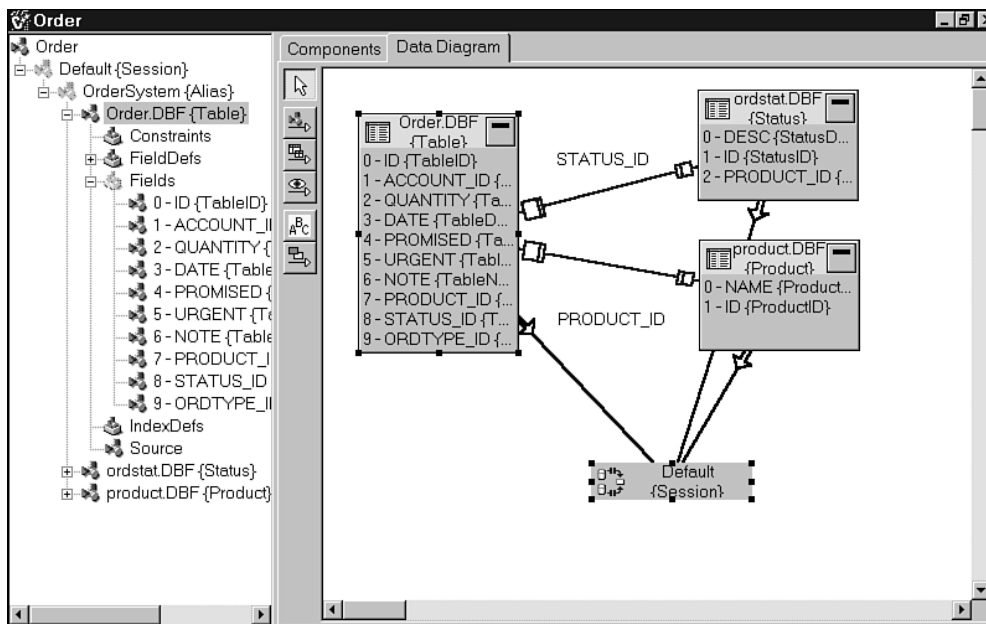 Order
Order
Default {Session}
OrderSystem {Alias}
Order.DBF {Table}
Constraints
FieldDefs
Fields
0 - ID {TableID}
1 - ACCOUNT_I
2 - QUANTITY {
3 - DATE {Table
4 - PROMISED {
5 - URGENT {Ta
6 - NOTE {Table
7 - PRODUCT_I
8 - STATUS_ID
9 - ORDTYPE_I
IndexDefs
Source
ordstat.DBF {Status}
product.DBF {Product}
Components
Data Diagram
ABC
Order.DBF
{Table}
0 - ID {TableID}
1 - ACCOUNT_ID {...
2 - QUANTITY {Ta...
3 - DATE {TableD...
4 - PROMISED {Ta...
5 - URGENT {Tabl...
6 - NOTE {TableN...
7 - PRODUCT_ID {...
8 - STATUS_ID {T...
9 - ORDTYPE_ID {...
STATUS_ID
PRODUCT_ID
ordstat.DBF
{Status}
0 - DESC {StatusD...
1 - ID {StatusID}
2 - PRODUCT_ID {...
product.DBF
{Product}
0 - NAME {Product...
1 - ID {ProductID}
Default
{Session}